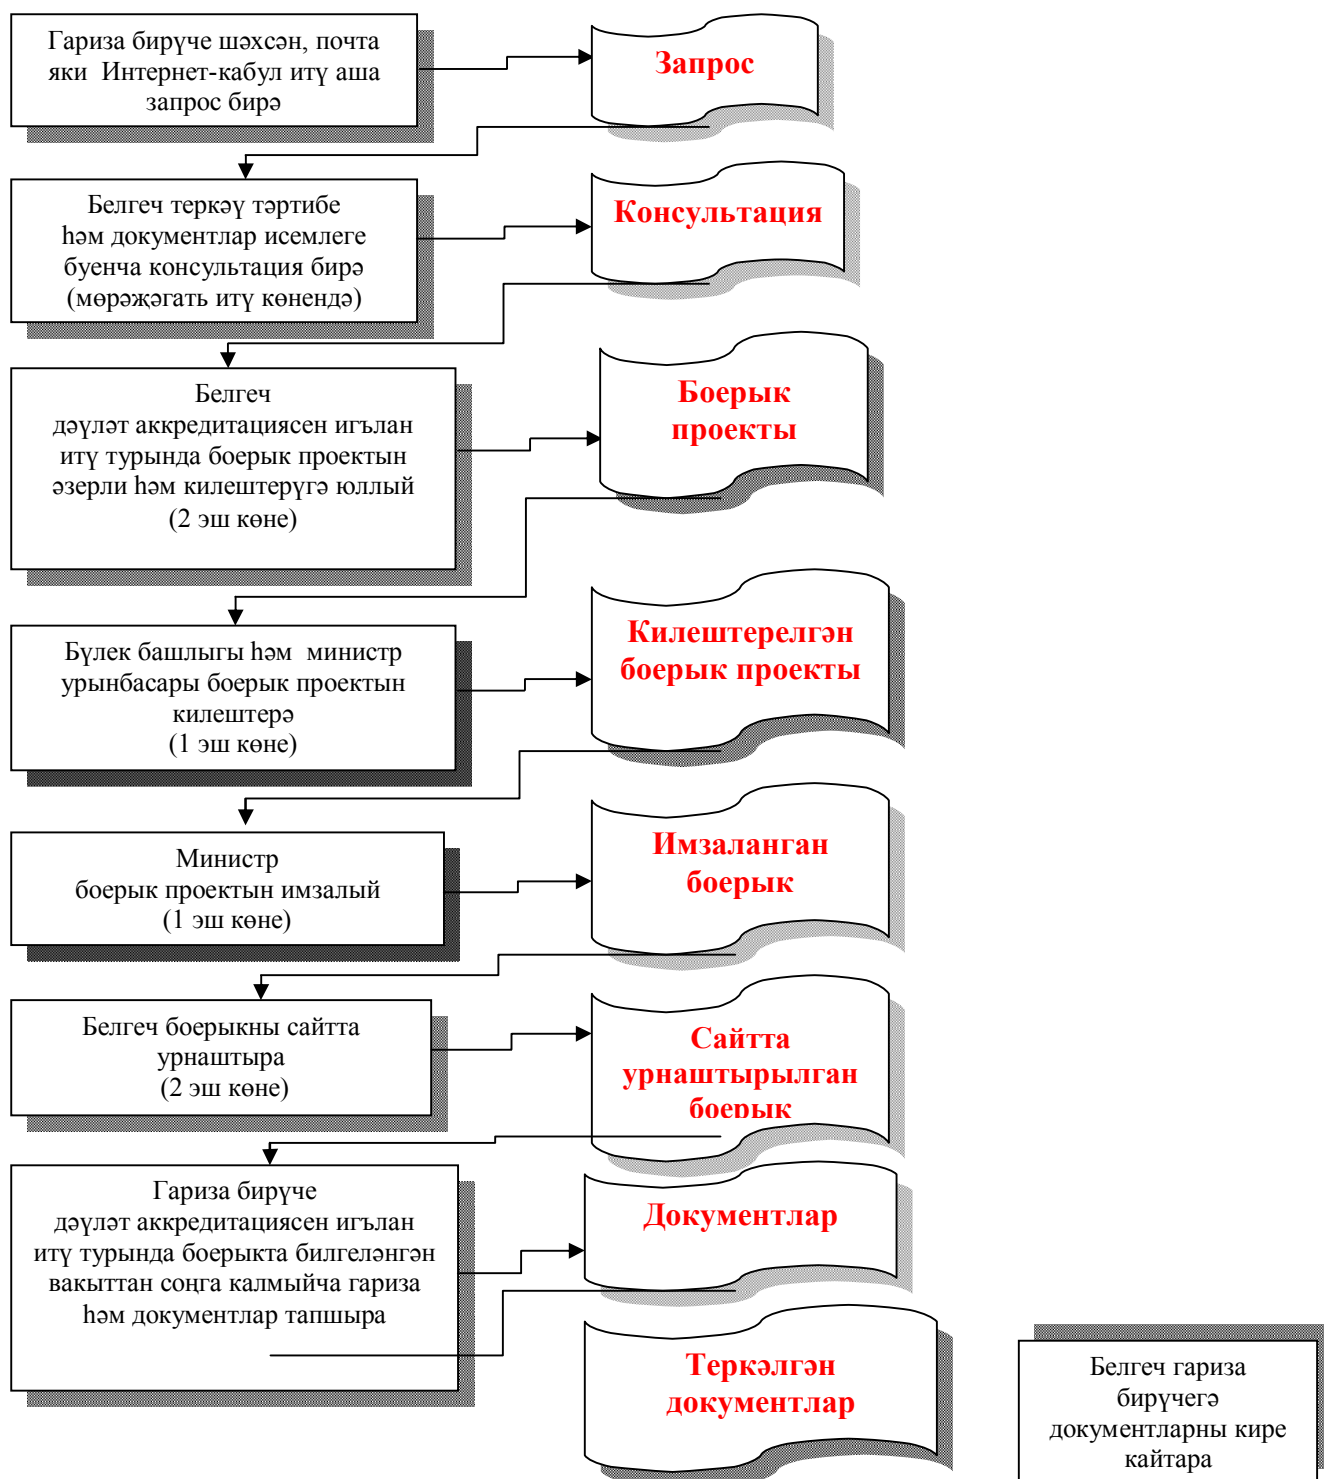 Гариза бирүче шәхсән, почта
яки Интернет-кабул итү аша
запрос бирә
Запрос
Белгеч теркәү тәртибе
һәм документлар исемлеге
буенча консультация бирә
(мөрәҗәгать итү көнендә)
Консультация
Белгеч
дәүләт аккредитациясен игълан
итү турында боерык проектын
әзерли һәм килештерүгә юллый
(2 эш көне)
Боерык
проекты
Бүлек башлыгы һәм министр
урынбасары боерык проектын
килештерә
(1 эш көне)
Килештерелгән
боерык проекты
Министр
боерык проектын имзалый
(1 эш көне)
Имзаланган
боерык
Белгеч боерыкны сайтта
урнаштыра
(2 эш көне)
Сайтта
урнаштырылган
боерык
Гариза бирүче
дәүләт аккредитациясен игълан
итү турында боерыкта билгеләнгән
вакыттан соңга калмыйча гариза
һәм документлар тапшыра
Документлар
Теркәлгән
документлар
Белгеч гариза
бирүчегә
документларны кире
кайтара